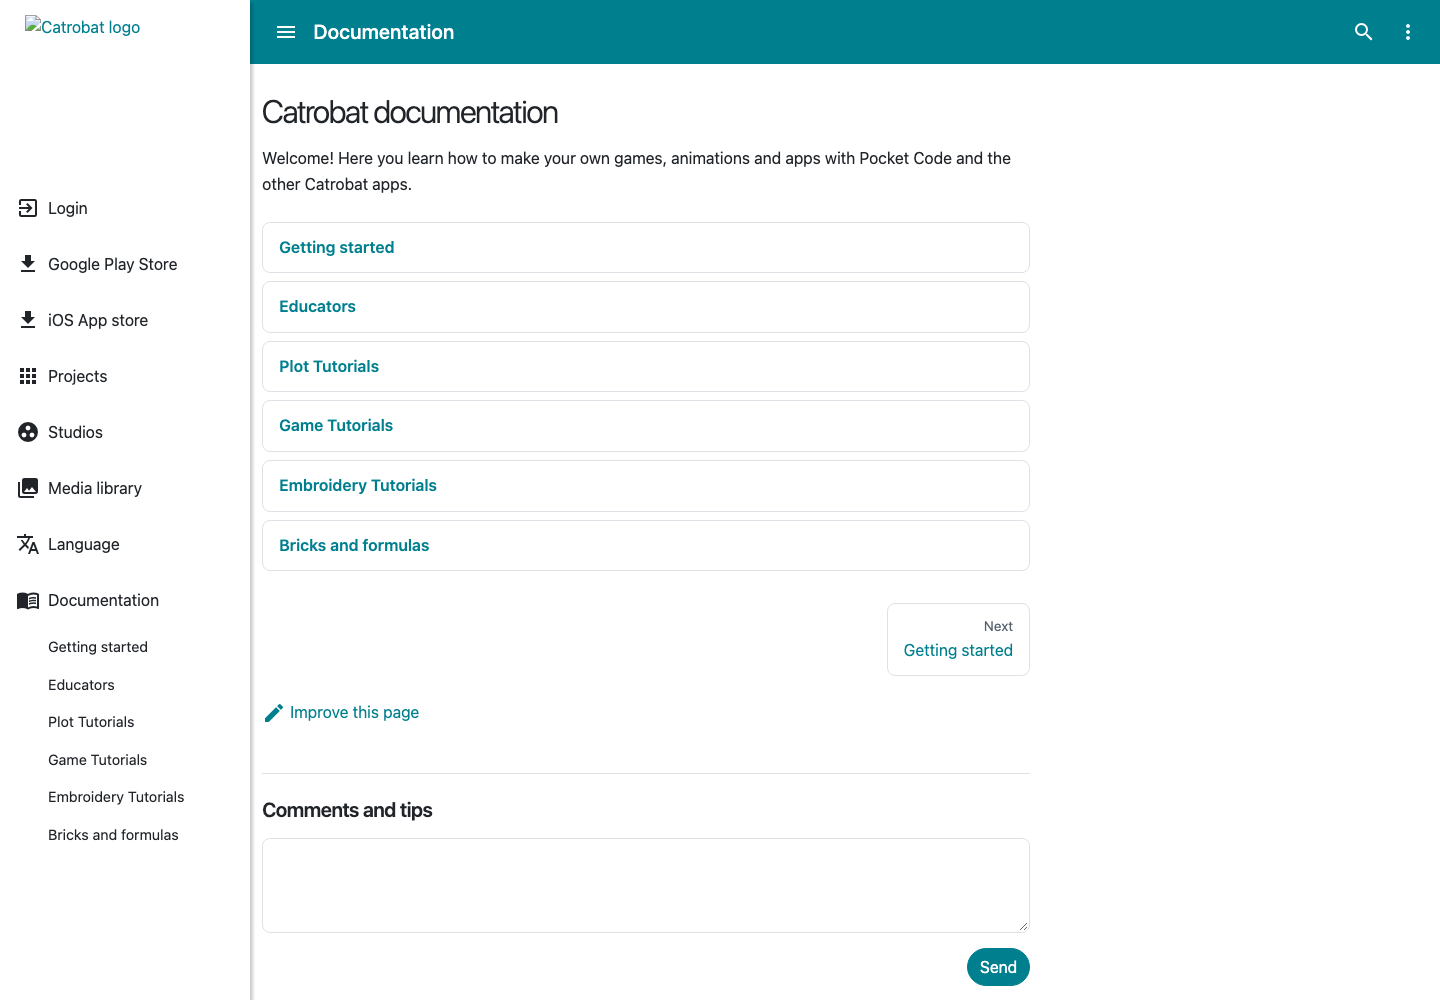 Catrobat logo
Documentation
Login
Google Play Store
iOS App store
Projects
Studios
Media library
Language
Documentation
Getting started
Educators
Plot Tutorials
Game Tutorials
Embroidery Tutorials
Bricks and formulas
Catrobat documentation
Welcome! Here you learn how to make your own games, animations and apps with Pocket Code and the
other Catrobat apps.
Getting started
Educators
Plot Tutorials
Game Tutorials
Embroidery Tutorials
Bricks and formulas
Next
Getting started
Improve this page
Comments and tips
Send